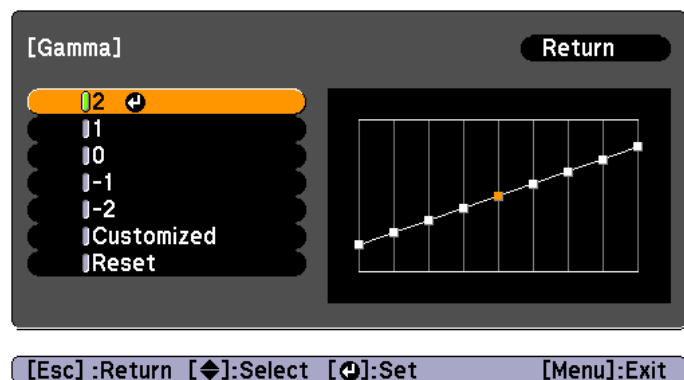 [Gamma]
Return
2
1
0
-1
-2
Customized
Reset
[Esc] :Return [◆]:Select [↵]:Set [Menu]:Exit